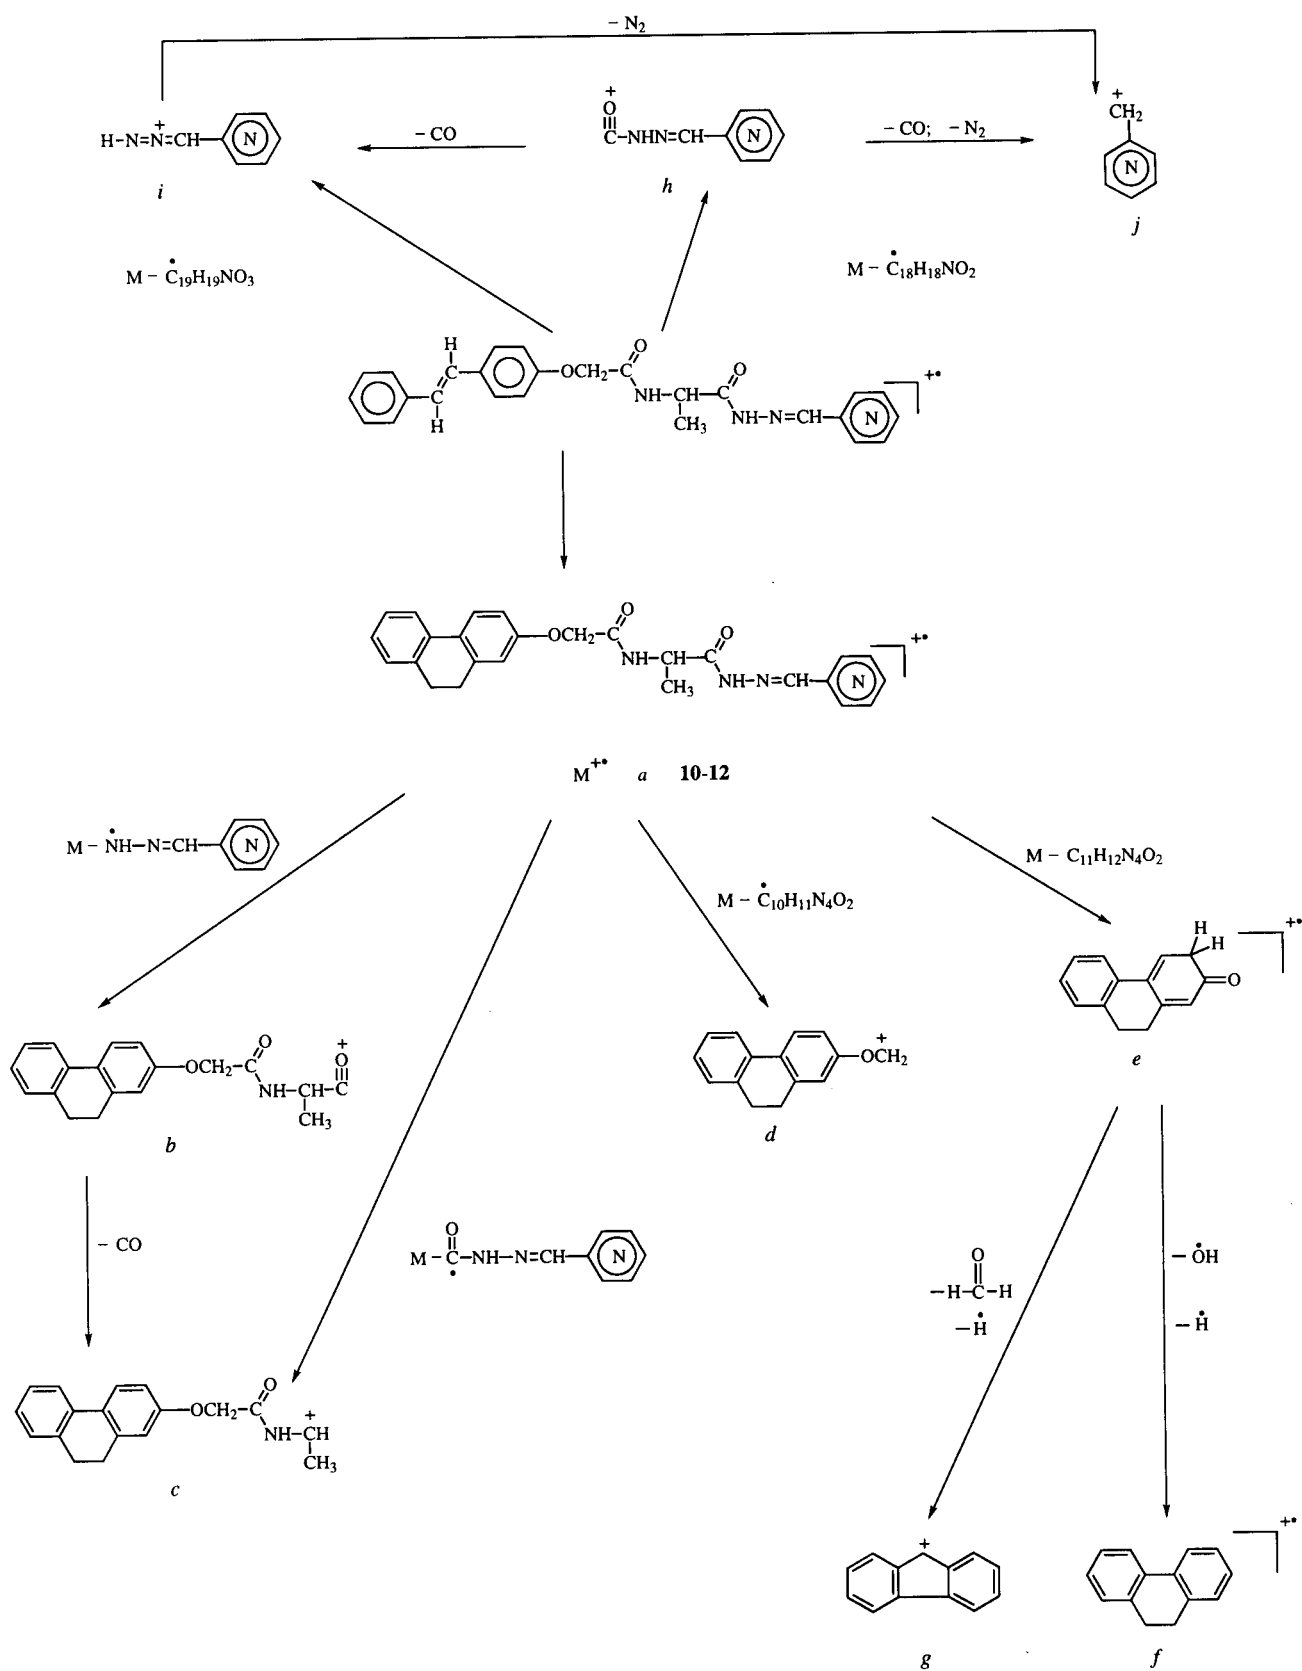 − N₂
H−N=N⁺=CH− N
i
− CO
⁺O≡C−NH−N=CH− N
h
− CO; − N₂
⁺CH₂
N
j
M − •C₁₉H₁₉NO₃
M − •C₁₈H₁₈NO₂
H
H
OCH₂−C=O
NH−CH−C=O
CH₃
NH−N=CH− N
+•
OCH₂−C=O
NH−CH−C=O
CH₃
NH−N=CH− N
+•
M+• a 10-12
M − •NH−N=CH− N
M − •C₁₀H₁₁N₄O₂
M − C₁₁H₁₂N₄O₂
H
H
O
+•
e
OCH₂−C=O
NH−CH−C≡O⁺
CH₃
b
O⁺CH₂
d
− CO
M − •C(=O)−NH−N=CH− N
O
−H−C−H
− •H
− •OH
− •H
OCH₂−C=O
NH−⁺CH
CH₃
c
+
g
+•
f